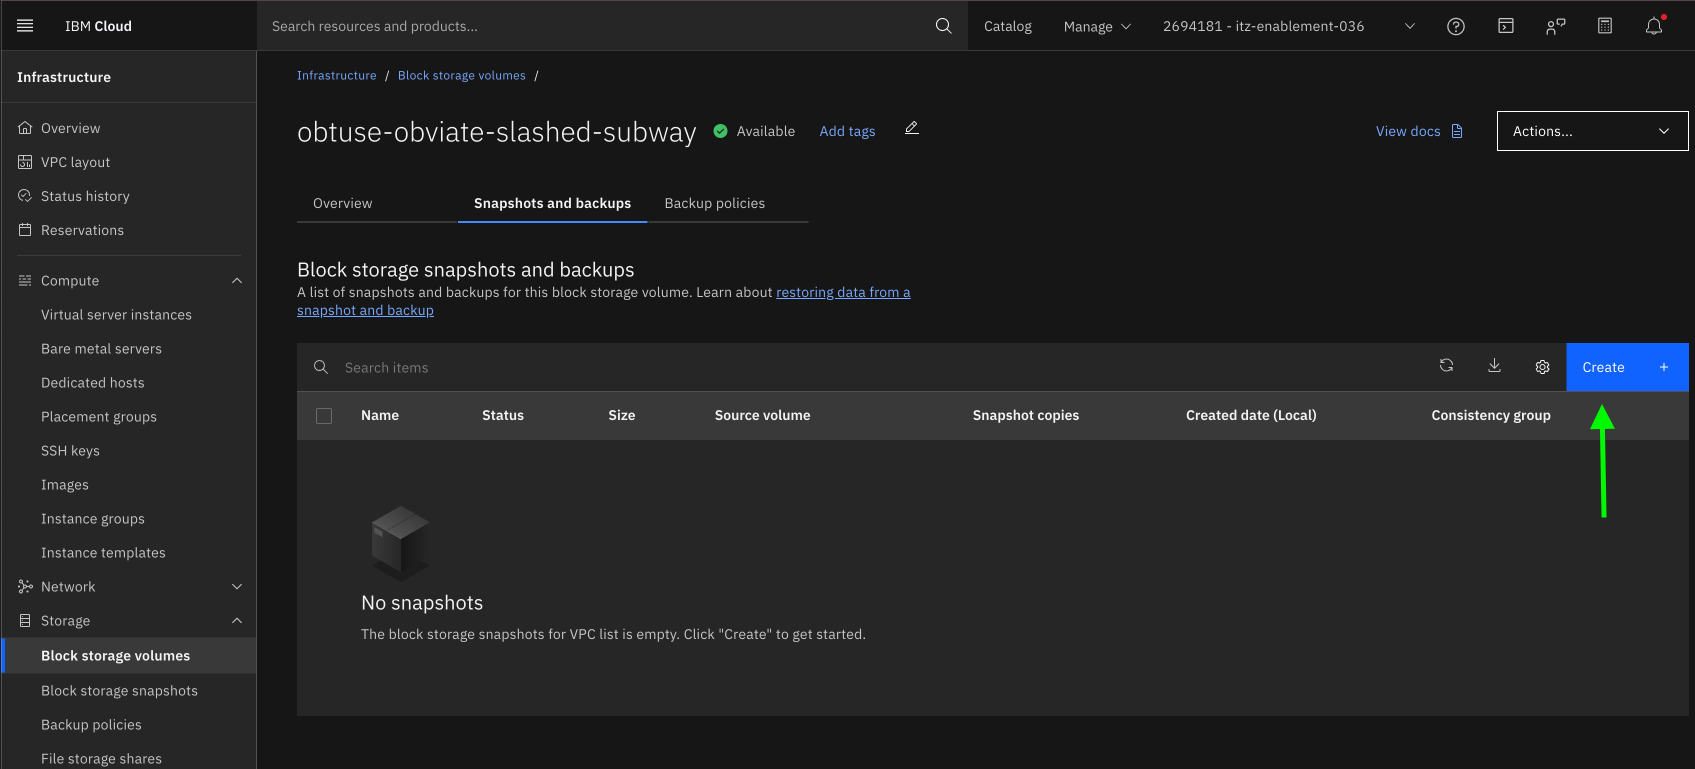 IBM Cloud
Search resources and products...
Catalog
Manage
2694181 - itz-enablement-036
Infrastructure
Overview
VPC layout
Status history
Reservations
Compute
Virtual server instances
Bare metal servers
Dedicated hosts
Placement groups
SSH keys
Images
Instance groups
Instance templates
Network
Storage
Block storage volumes
Block storage snapshots
Backup policies
File storage shares
Infrastructure / Block storage volumes /
obtuse-obviate-slashed-subway
Available
Add tags
View docs
Actions...
Overview
Snapshots and backups
Backup policies
Block storage snapshots and backups
A list of snapshots and backups for this block storage volume. Learn about restoring data from a
snapshot and backup
Search items
Create +
Name Status Size Source volume Snapshot copies Created date (Local) Consistency group
No snapshots
The block storage snapshots for VPC list is empty. Click "Create" to get started.